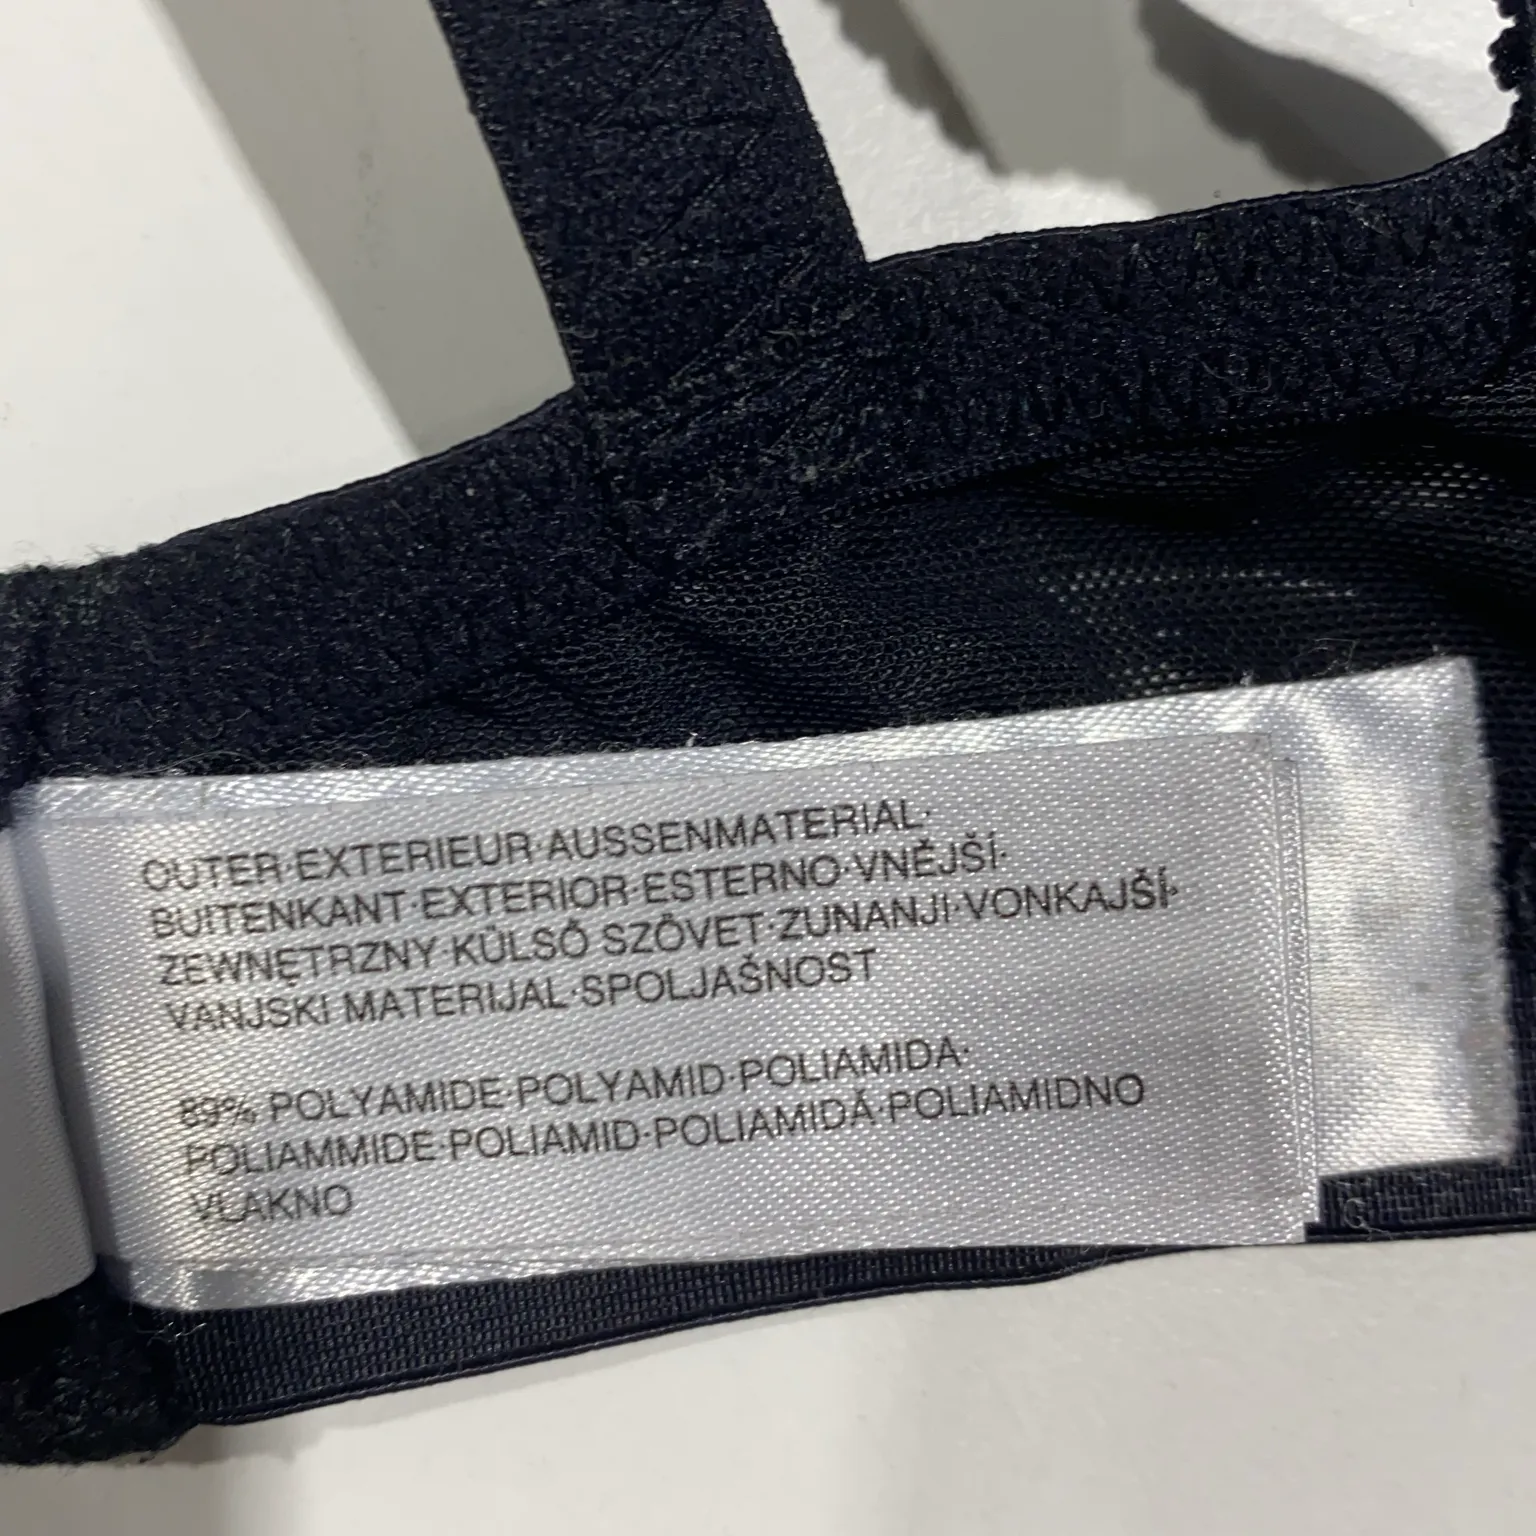 OUTER·EXTERIEUR·AUSSENMATERIAL·
BUITENKANT·EXTERIOR·ESTERNO·VNĚJŠÍ·
ZEWNĘTRZNY·KÜLSŐ SZÖVET·ZUNANJI·VONKAJŠÍ·
VANJSKI MATERIJAL·SPOLJAŠNOST
89% POLYAMIDE·POLYAMID·POLIAMIDA·
POLIAMMIDE·POLIAMID·POLIAMIDĂ·POLIAMIDNO
VLAKNO